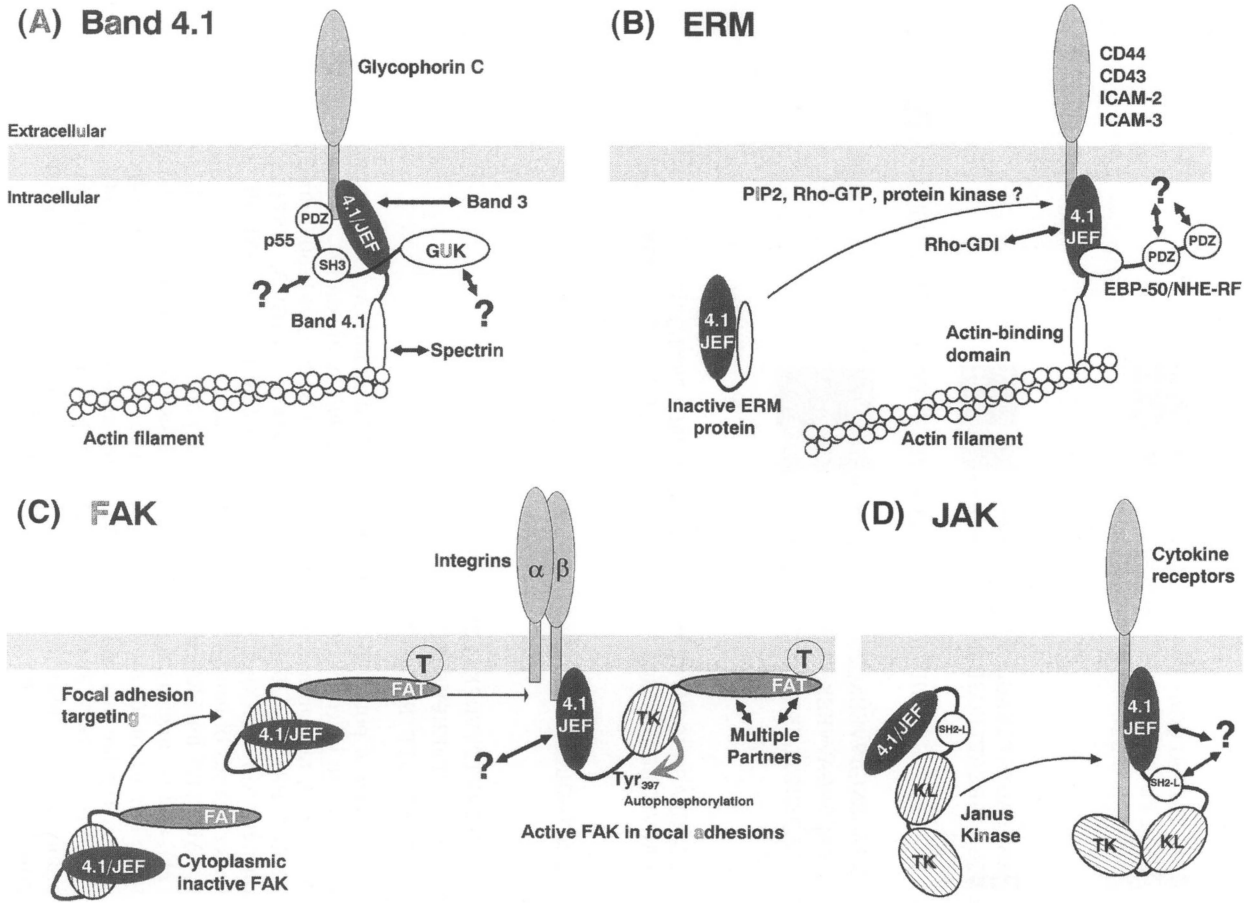 (A) Band 4.1
Glycophorin C
Extracellular
Intracellular
4.1/JEF
Band 3
PDZ
p55
SH3
GUK
?
?
Band 4.1
Spectrin
Actin filament
(B) ERM
CD44
CD43
ICAM-2
ICAM-3
PIP2, Rho-GTP, protein kinase ?
?
4.1
JEF
Rho-GDI
PDZ
PDZ
EBP-50/NHE-RF
4.1
JEF
Actin-binding
domain
Inactive ERM
protein
Actin filament
(C) FAK
Integrins
α
β
T
FAT
Focal adhesion
targeting
4.1/JEF
FAT
4.1/JEF
Cytoplasmic
inactive FAK
4.1
JEF
?
TK
T
FAT
Multiple
Partners
Tyr397
Autophosphorylation
Active FAK in focal adhesions
(D) JAK
Cytokine
receptors
4.1/JEF
SH2-L
KL
TK
Janus
Kinase
4.1
JEF
?
SH2-L
TK
KL